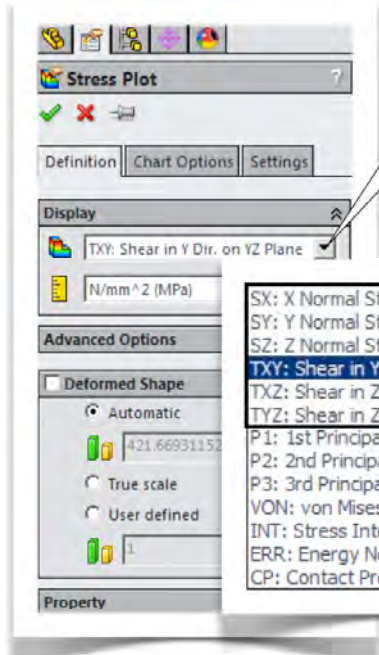 Stress Plot ?
Definition Chart Options Settings
Display
TXY: Shear in Y Dir. on YZ Plane
N/mm^2 (MPa)
Advanced Options
Deformed Shape
Automatic
421.66931152
True scale
User defined
1
Property
SX: X Normal St
SY: Y Normal St
SZ: Z Normal St
TXY: Shear in Y
TXZ: Shear in Z
TYZ: Shear in Z
P1: 1st Principa
P2: 2nd Principa
P3: 3rd Principa
VON: von Mises
INT: Stress Int
ERR: Energy No
CP: Contact Pre